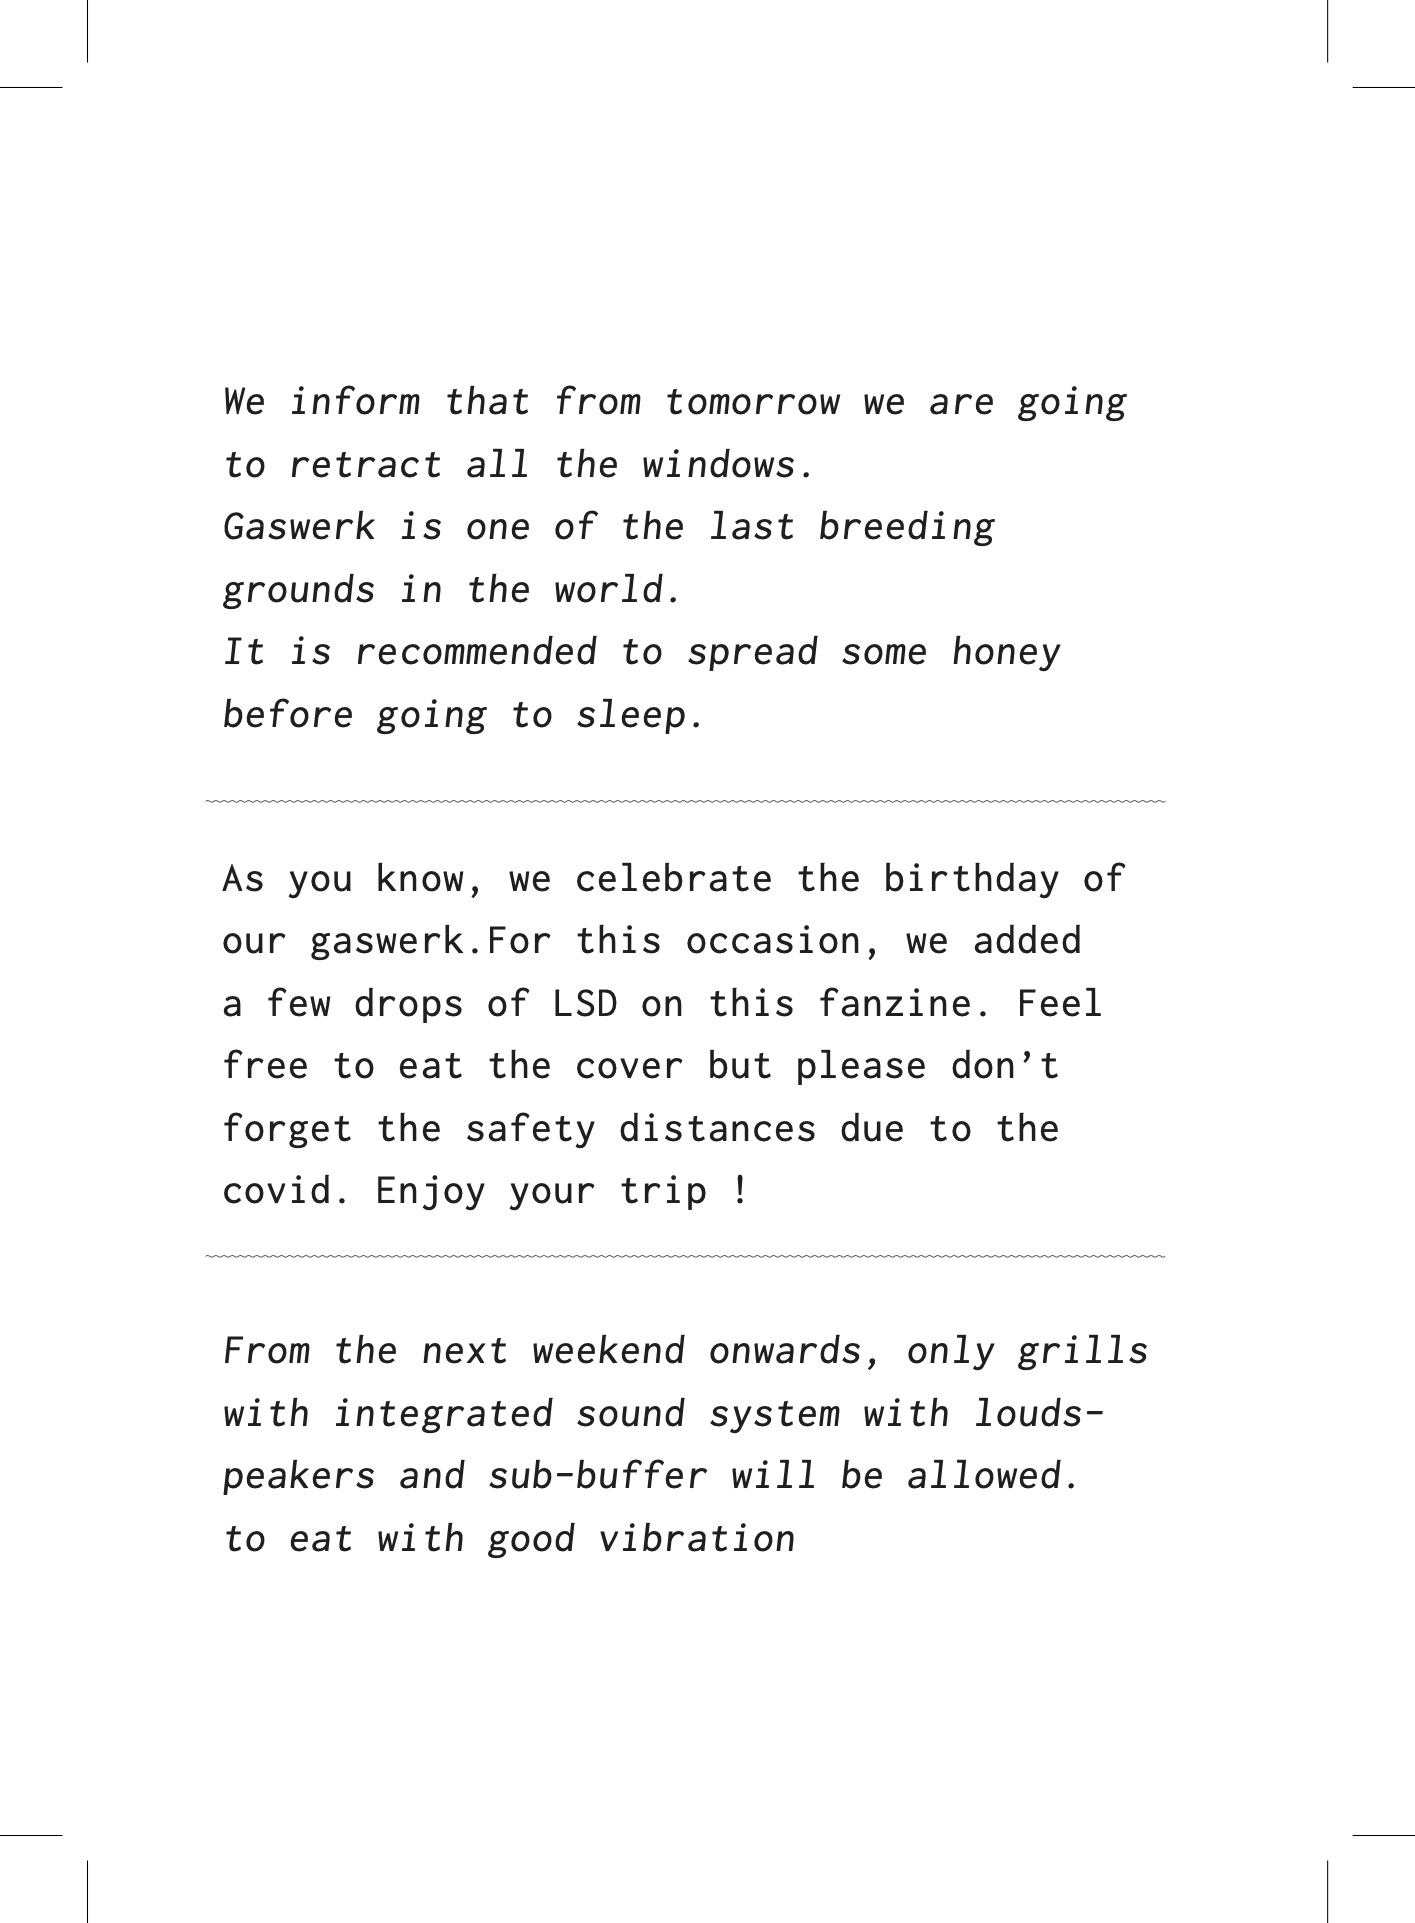 We inform that from tomorrow we are going
to retract all the windows.
Gaswerk is one of the last breeding
grounds in the world.
It is recommended to spread some honey
before going to sleep.
As you know, we celebrate the birthday of
our gaswerk.For this occasion, we added
a few drops of LSD on this fanzine. Feel
free to eat the cover but please don’t
forget the safety distances due to the
covid. Enjoy your trip !
From the next weekend onwards, only grills
with integrated sound system with louds-
peakers and sub-buffer will be allowed.
to eat with good vibration